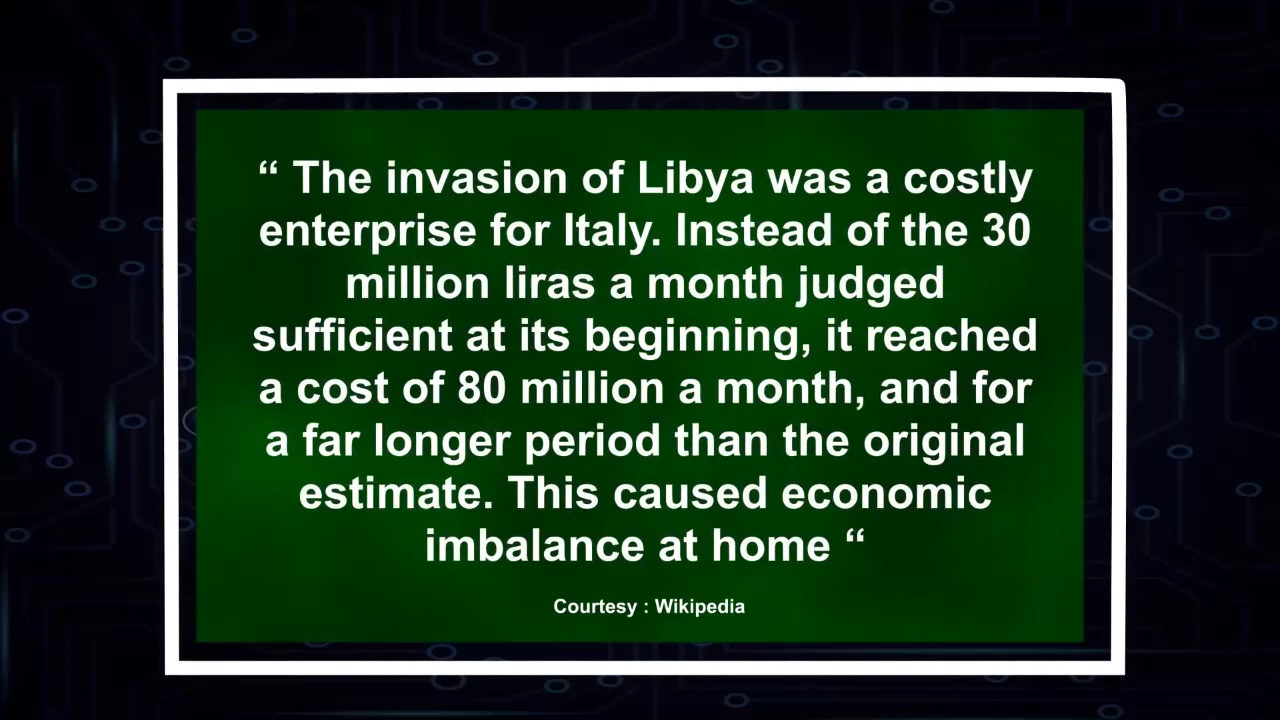 “ The invasion of Libya was a costly
enterprise for Italy. Instead of the 30
million liras a month judged
sufficient at its beginning, it reached
a cost of 80 million a month, and for
a far longer period than the original
estimate. This caused economic
imbalance at home “
Courtesy : Wikipedia